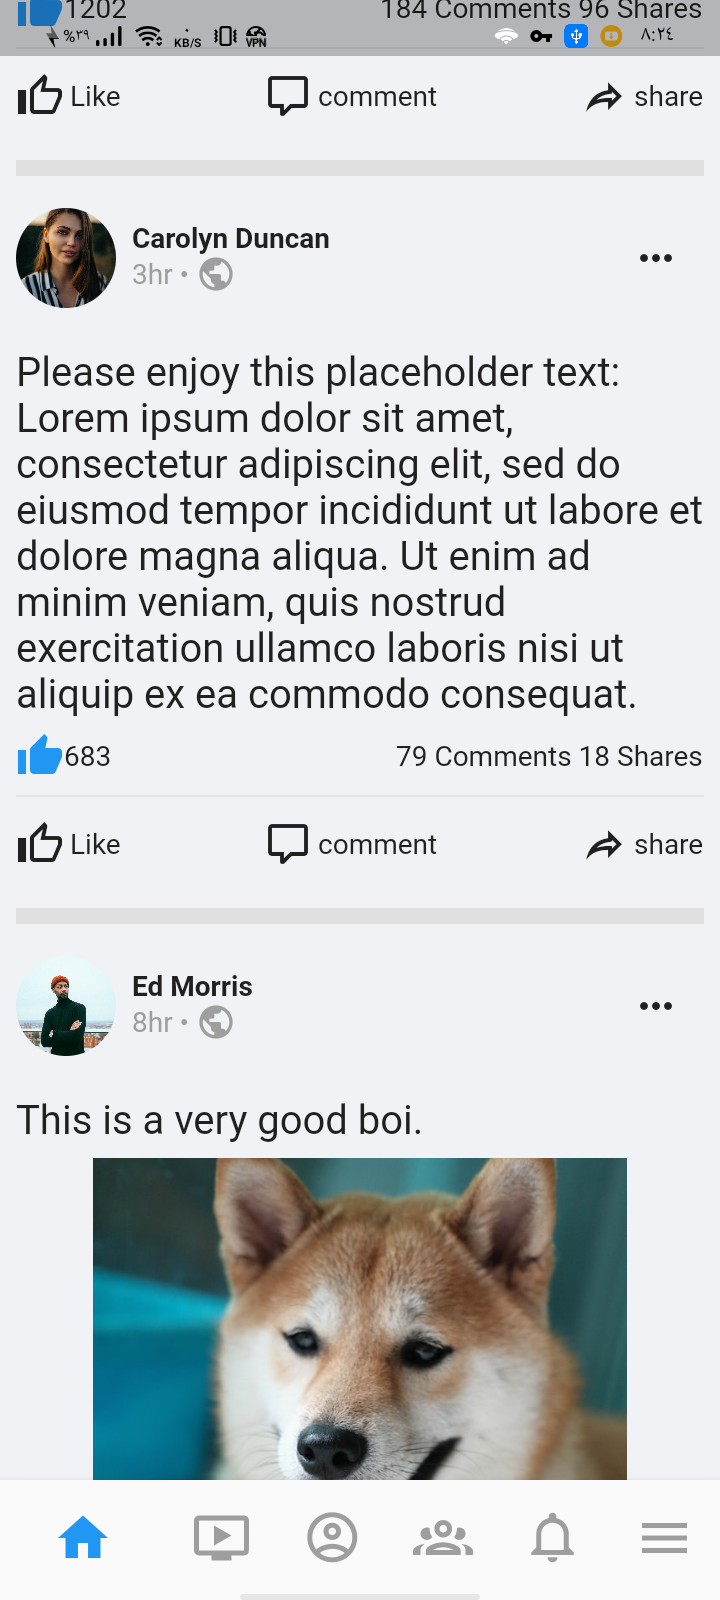 1202
184 Comments 96 Shares
%٣٩
KB/S
VPN
٨:٢٤
Like
comment
share
Carolyn Duncan
3hr •
Please enjoy this placeholder text:
Lorem ipsum dolor sit amet,
consectetur adipiscing elit, sed do
eiusmod tempor incididunt ut labore et
dolore magna aliqua. Ut enim ad
minim veniam, quis nostrud
exercitation ullamco laboris nisi ut
aliquip ex ea commodo consequat.
683
79 Comments 18 Shares
Like
comment
share
Ed Morris
8hr •
This is a very good boi.